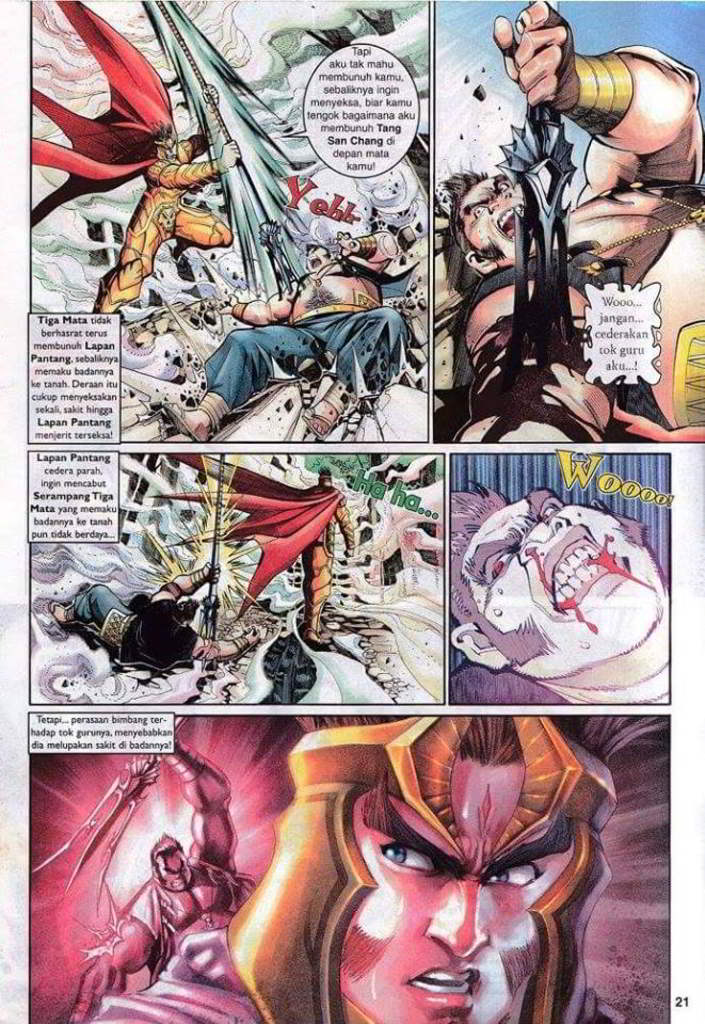 Tapi
aku tak mahu
membunuh kamu,
sebaliknya ingin
menyeksa, biar kamu
tengok bagaimana aku
membunuh Tang
San Chang di
depan mata
kamu!
Yebb
Tiga Mata tidak
berhasrat terus
membunuh Lapan
Pantang, sebaliknya
memaku badannya
ke tanah. Deraan itu
cukup menyeksakan
sekali, sakit hingga
Lapan Pantang
menjerit terseksa!
Wooo...
jangan...
cederakan
tok guru
aku...!
Lapan Pantang
cedera parah,
ingin mencabut
Serampang Tiga
Mata yang memaku
badannya ke tanah
pun tidak berdaya...
Ha ha...
Woooo!
Tetapi... perasaan bimbang ter-
hadap tok gurunya, menyebabkan
dia melupakan sakit di badannya!
21